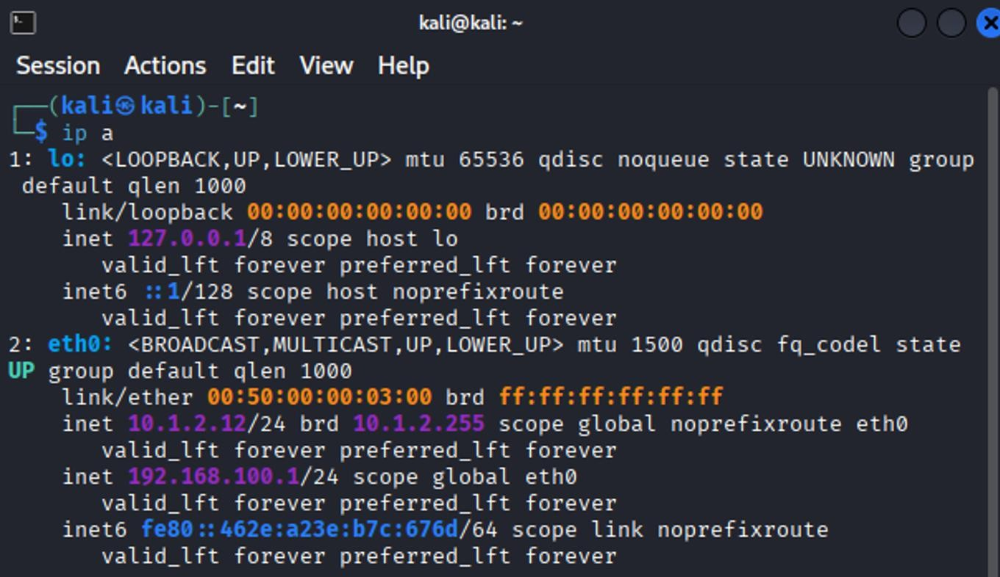 kali@kali: ~
Session Actions Edit View Help
┌──(kali㉿kali)-[~]
└─$ ip a
1: lo: <LOOPBACK,UP,LOWER_UP> mtu 65536 qdisc noqueue state UNKNOWN group
 default qlen 1000
    link/loopback 00:00:00:00:00:00 brd 00:00:00:00:00:00
    inet 127.0.0.1/8 scope host lo
       valid_lft forever preferred_lft forever
    inet6 ::1/128 scope host noprefixroute
       valid_lft forever preferred_lft forever
2: eth0: <BROADCAST,MULTICAST,UP,LOWER_UP> mtu 1500 qdisc fq_codel state
UP group default qlen 1000
    link/ether 00:50:00:00:03:00 brd ff:ff:ff:ff:ff:ff
    inet 10.1.2.12/24 brd 10.1.2.255 scope global noprefixroute eth0
       valid_lft forever preferred_lft forever
    inet 192.168.100.1/24 scope global eth0
       valid_lft forever preferred_lft forever
    inet6 fe80::462e:a23e:b7c:676d/64 scope link noprefixroute
       valid_lft forever preferred_lft forever